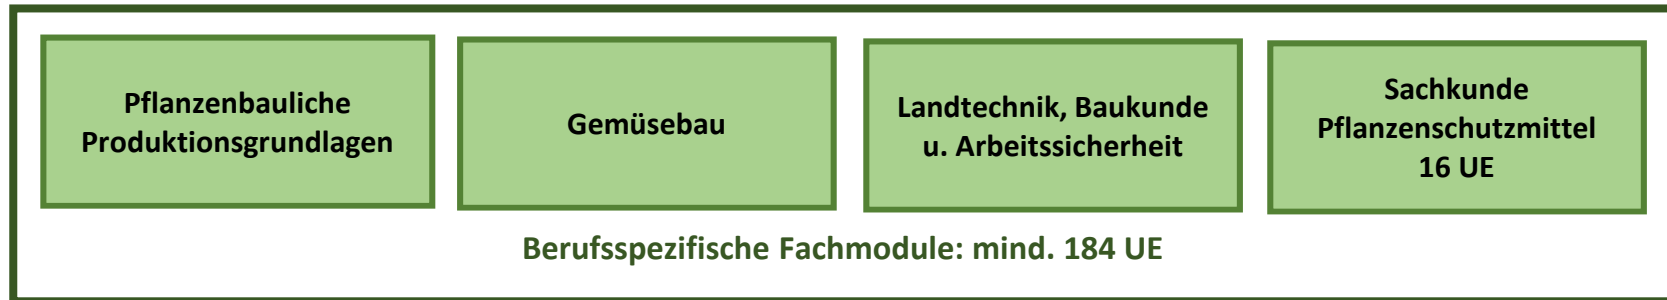 Pflanzenbauliche
Produktionsgrundlagen
Gemüsebau
Landtechnik, Baukunde
u. Arbeitssicherheit
Sachkunde
Pflanzenschutzmittel
16 UE
Berufsspezifische Fachmodule: mind. 184 UE